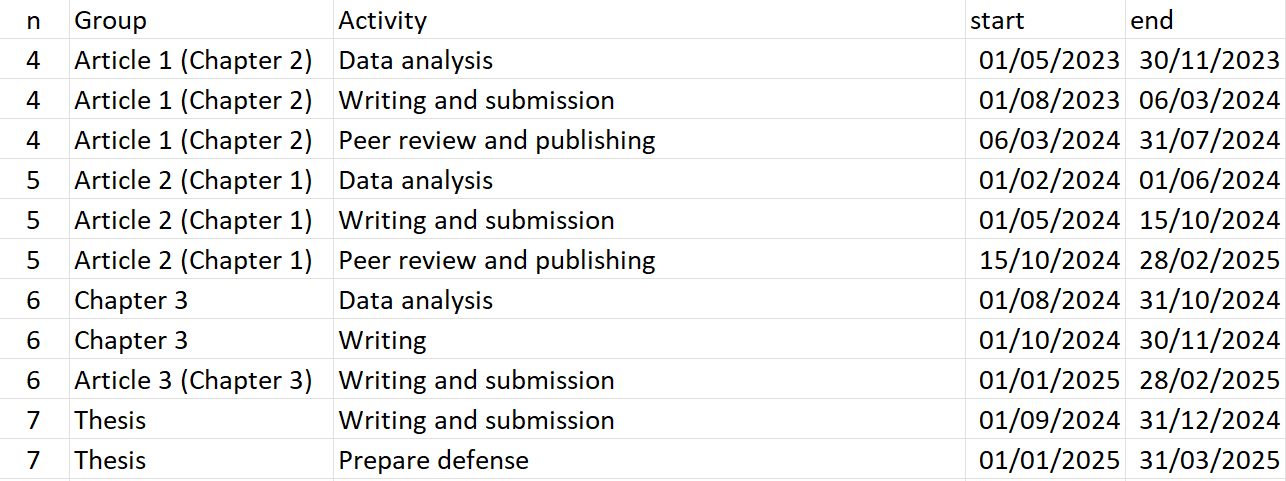 n Group Activity start end
4 Article 1 (Chapter 2) Data analysis 01/05/2023 30/11/2023
4 Article 1 (Chapter 2) Writing and submission 01/08/2023 06/03/2024
4 Article 1 (Chapter 2) Peer review and publishing 06/03/2024 31/07/2024
5 Article 2 (Chapter 1) Data analysis 01/02/2024 01/06/2024
5 Article 2 (Chapter 1) Writing and submission 01/05/2024 15/10/2024
5 Article 2 (Chapter 1) Peer review and publishing 15/10/2024 28/02/2025
6 Chapter 3 Data analysis 01/08/2024 31/10/2024
6 Chapter 3 Writing 01/10/2024 30/11/2024
6 Article 3 (Chapter 3) Writing and submission 01/01/2025 28/02/2025
7 Thesis Writing and submission 01/09/2024 31/12/2024
7 Thesis Prepare defense 01/01/2025 31/03/2025